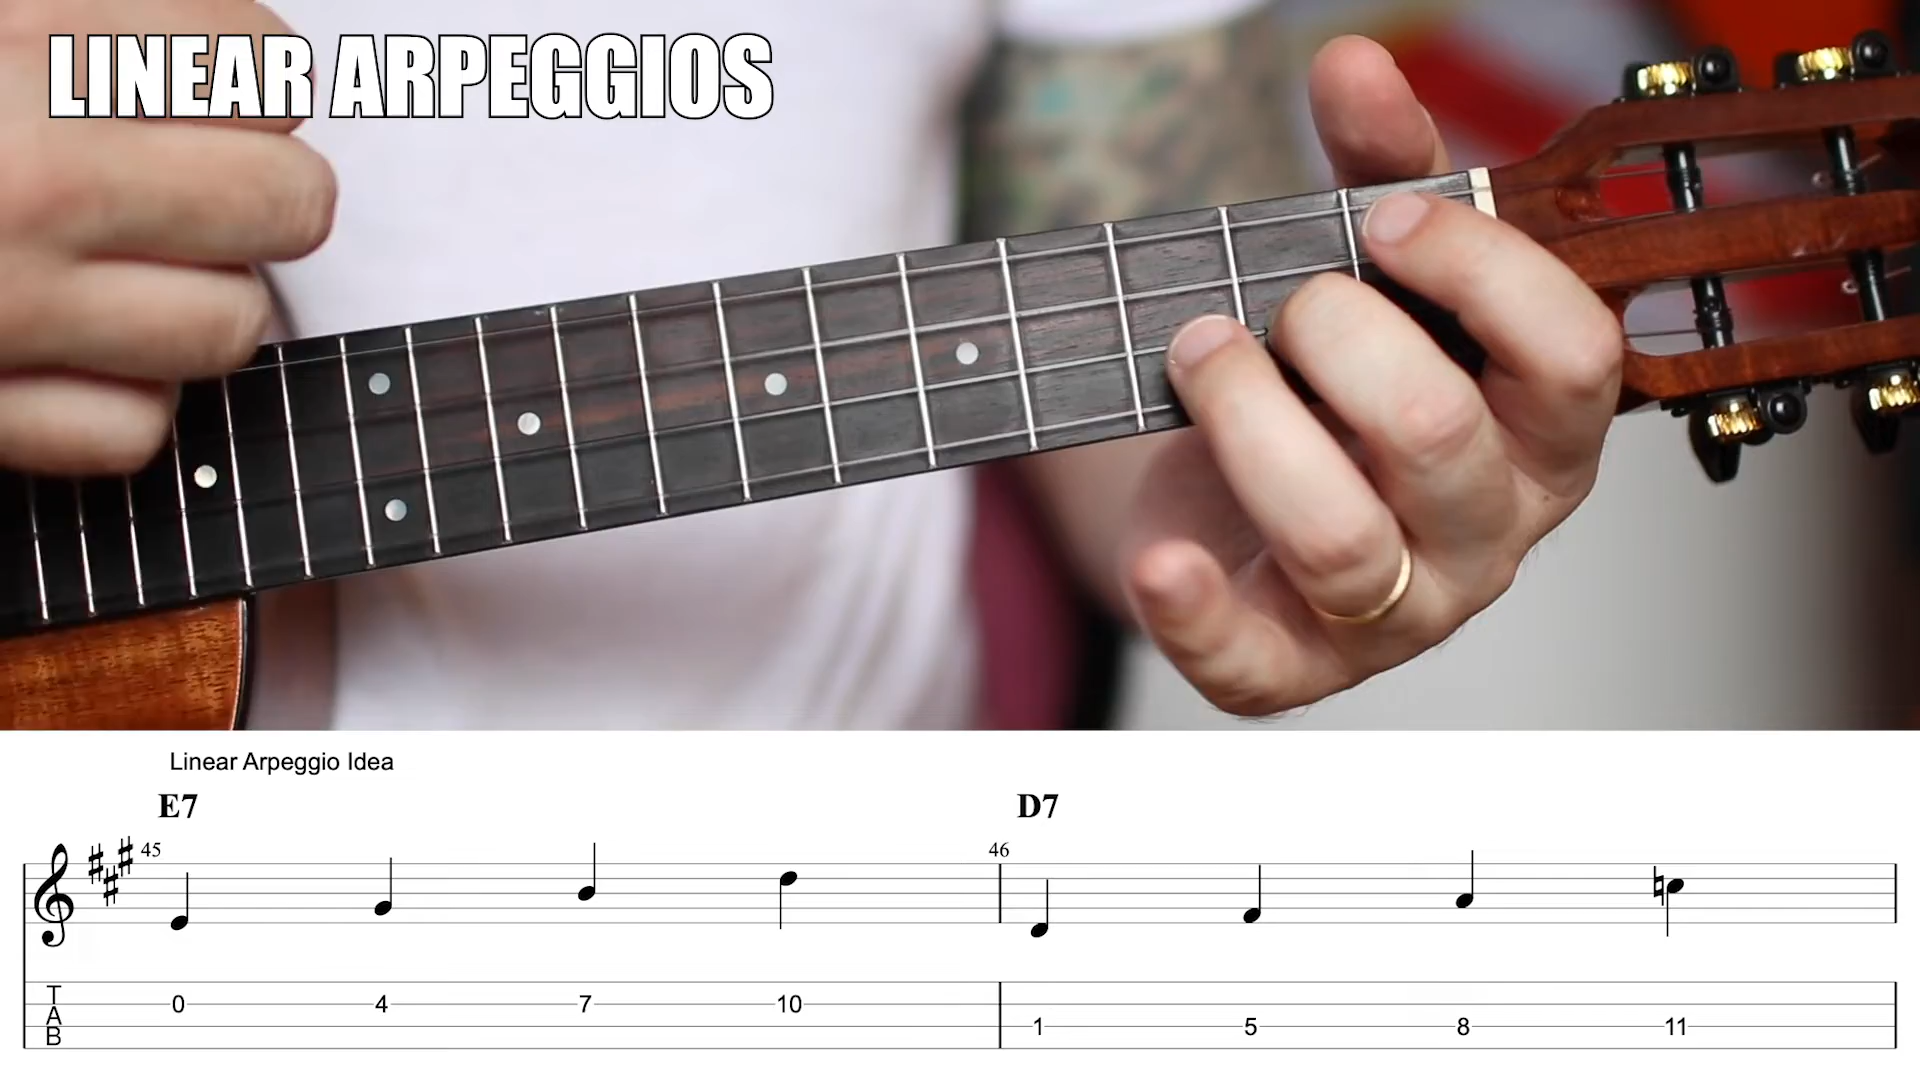 LINEAR ARPEGGIOS
Linear Arpeggio Idea
E7 D7
45 46
T
A
B
0 4 7 10 1 5 8 11